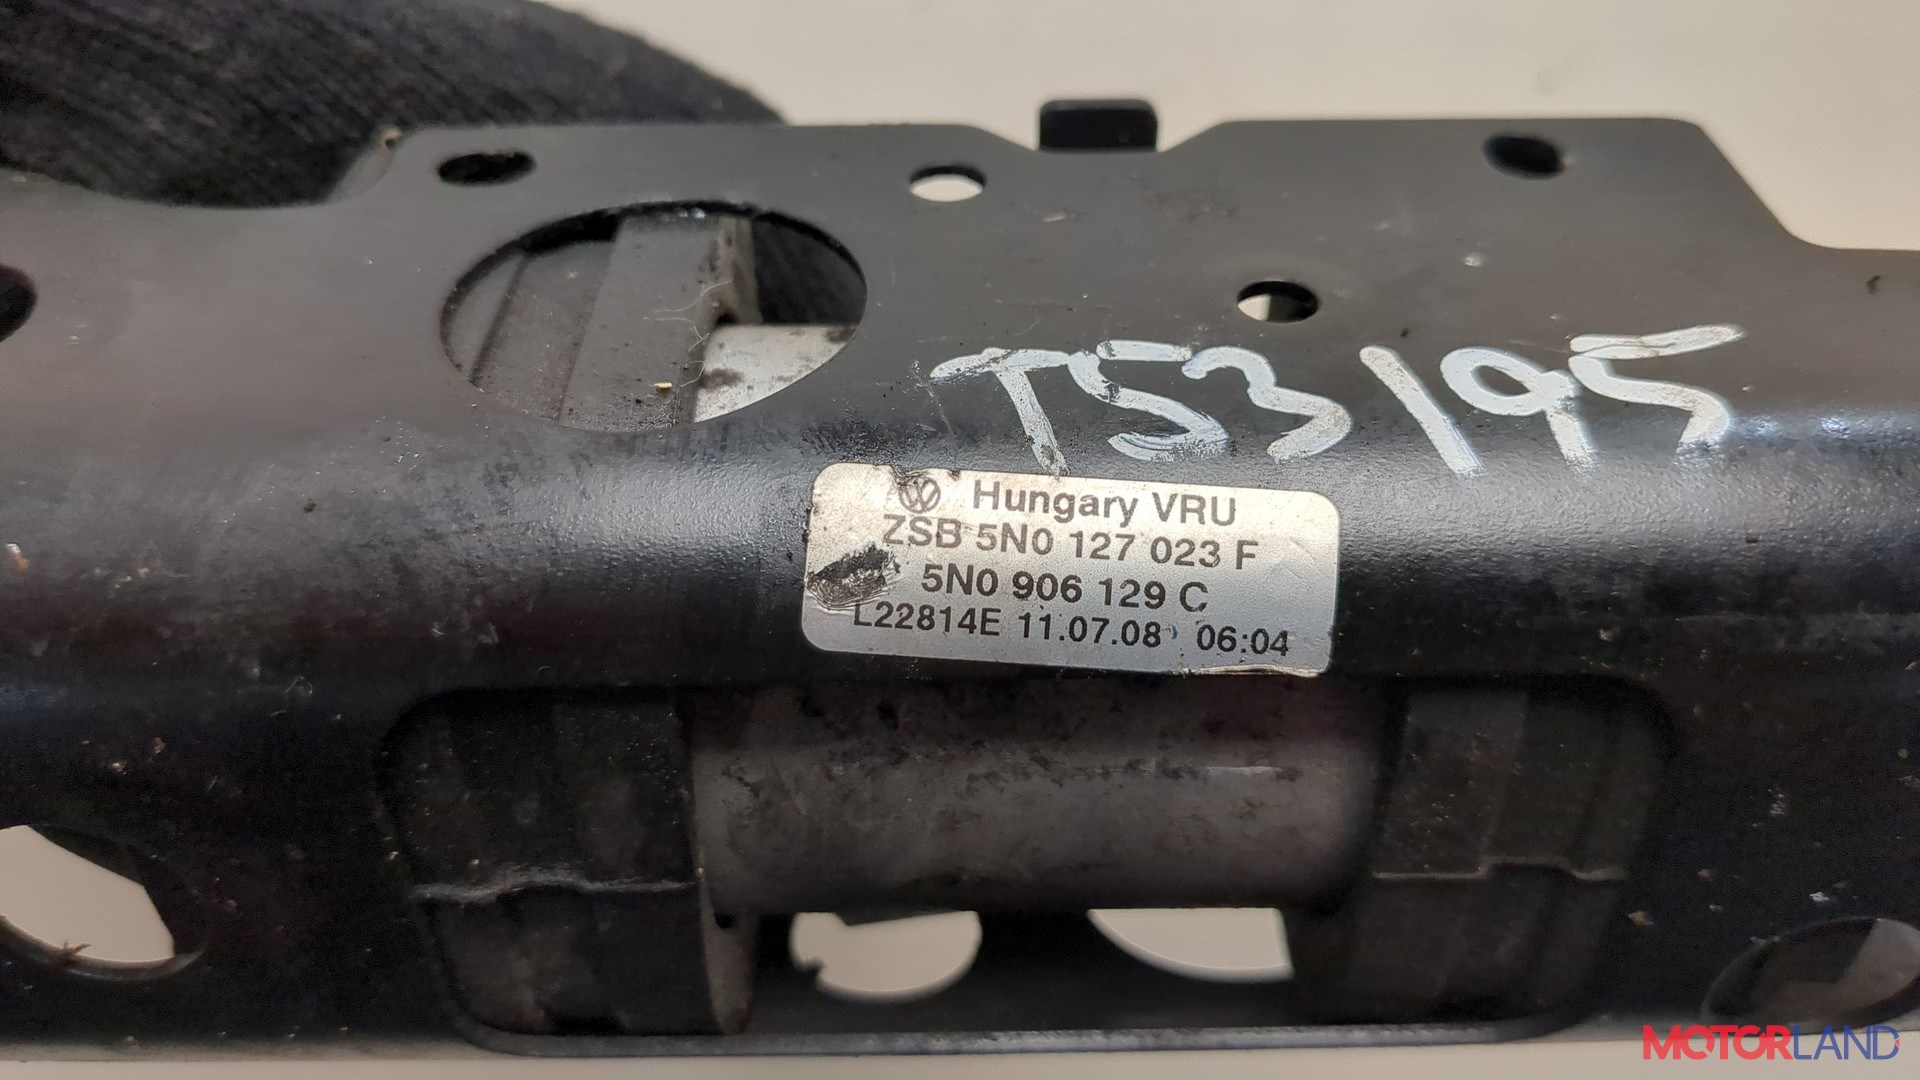 T53195
Hungary VRU
ZSB 5N0 127 023 F
5N0 906 129 C
L22814E 11.07.08 06:04
MOTORLAND